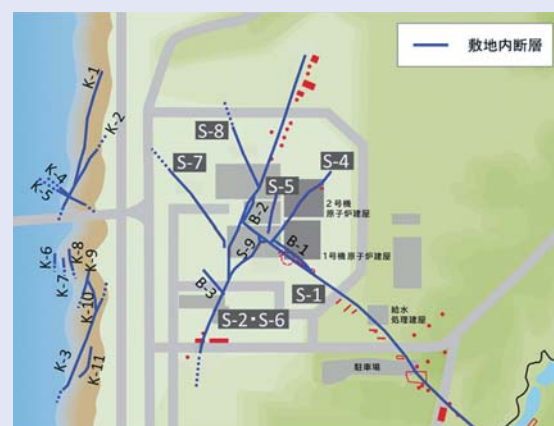 敷地内断層
K-1
K-2
S-8
S-7
S-4
K-4
K-5
S-5
B-2
2号機
原子炉建屋
K-6
K-8
K-9
S-9
B-1
1号機原子炉建屋
K-7
K-10
B-3
S-1
S-2・S-6
給水
処理建屋
K-3
K-11
駐車場